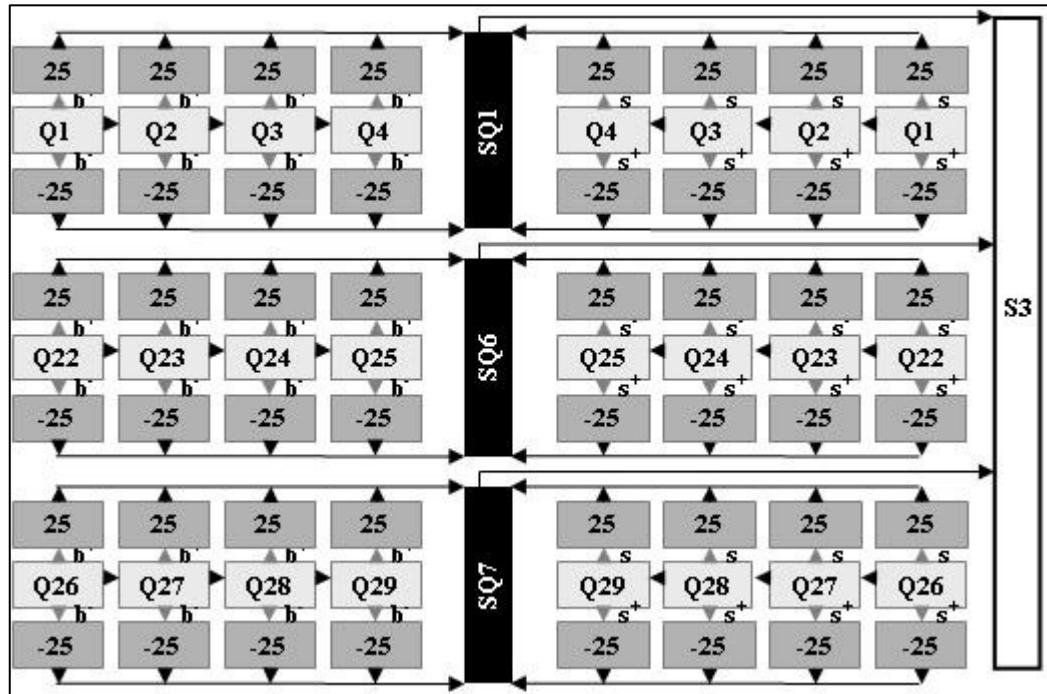 25 25 25 25 25 25 25 25
b+ b+ b+ b+ s s s s
Q1 Q2 Q3 Q4 SQ1 Q4 Q3 Q2 Q1
b- b- b- b- s+ s+ s+ s+
-25 -25 -25 -25 -25 -25 -25 -25
25 25 25 25 25 25 25 25
b+ b+ b+ b+ s- s- s- s-
Q22 Q23 Q24 Q25 SQ6 Q25 Q24 Q23 Q22 S3
b- b b- b- s+ s+ s+ s+
-25 -25 -25 -25 -25 -25 -25 -25
25 25 25 25 25 25 25 25
b+ b+ b+ b+ s s s s
Q26 Q27 Q28 Q29 SQ7 Q29 Q28 Q27 Q26
b- b- b- b- s+ s+ s+ s+
-25 -25 -25 -25 -25 -25 -25 -25